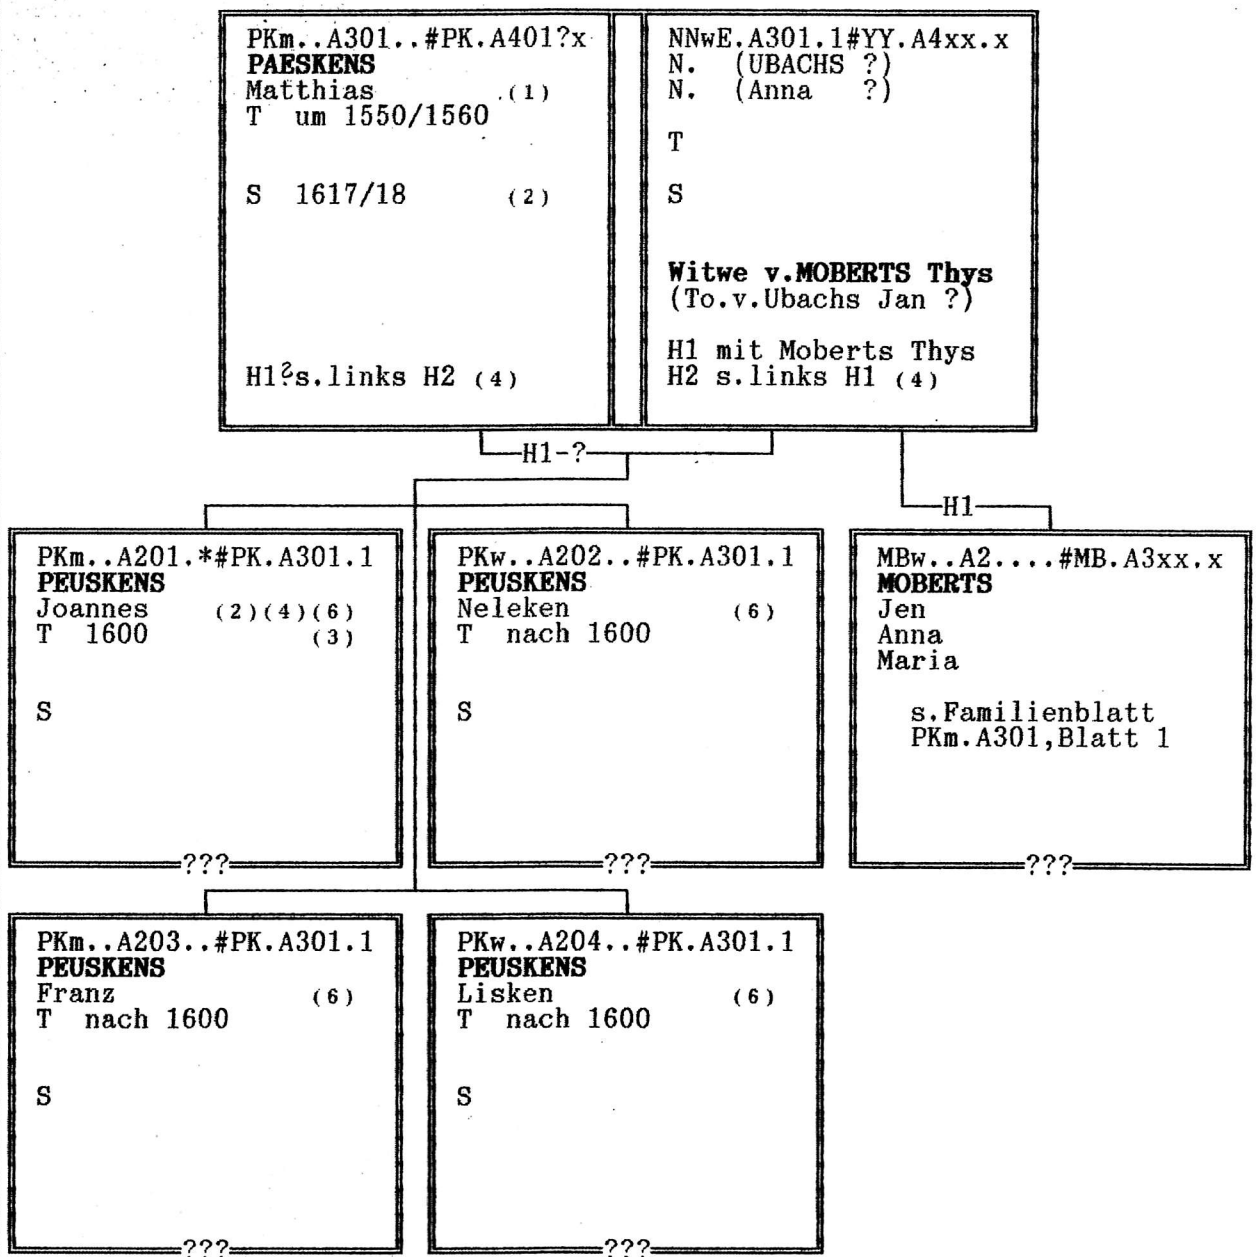 PKm..A301..#PK.A401?x
PAESKENS
Matthias (1)
T um 1550/1560
S 1617/18 (2)
H1?s.links H2 (4)
NNwE.A301.1#YY.A4xx.x
N. (UBACHS ?)
N. (Anna ?)
T
S
Witwe v.MOBERTS Thys
(To.v.Ubachs Jan ?)
H1 mit Moberts Thys
H2 s.links H1 (4)
H1-?
H1
PKm..A201.*#PK.A301.1
PEUSKENS
Joannes (2)(4)(6)
T 1600 (3)
S
???
PKw..A202..#PK.A301.1
PEUSKENS
Neleken (6)
T nach 1600
S
???
MBw..A2....#MB.A3xx.x
MOBERTS
Jen
Anna
Maria
s.Familienblatt
PKm.A301,Blatt 1
???
PKm..A203..#PK.A301.1
PEUSKENS
Franz (6)
T nach 1600
S
???
PKw..A204..#PK.A301.1
PEUSKENS
Lisken (6)
T nach 1600
S
???